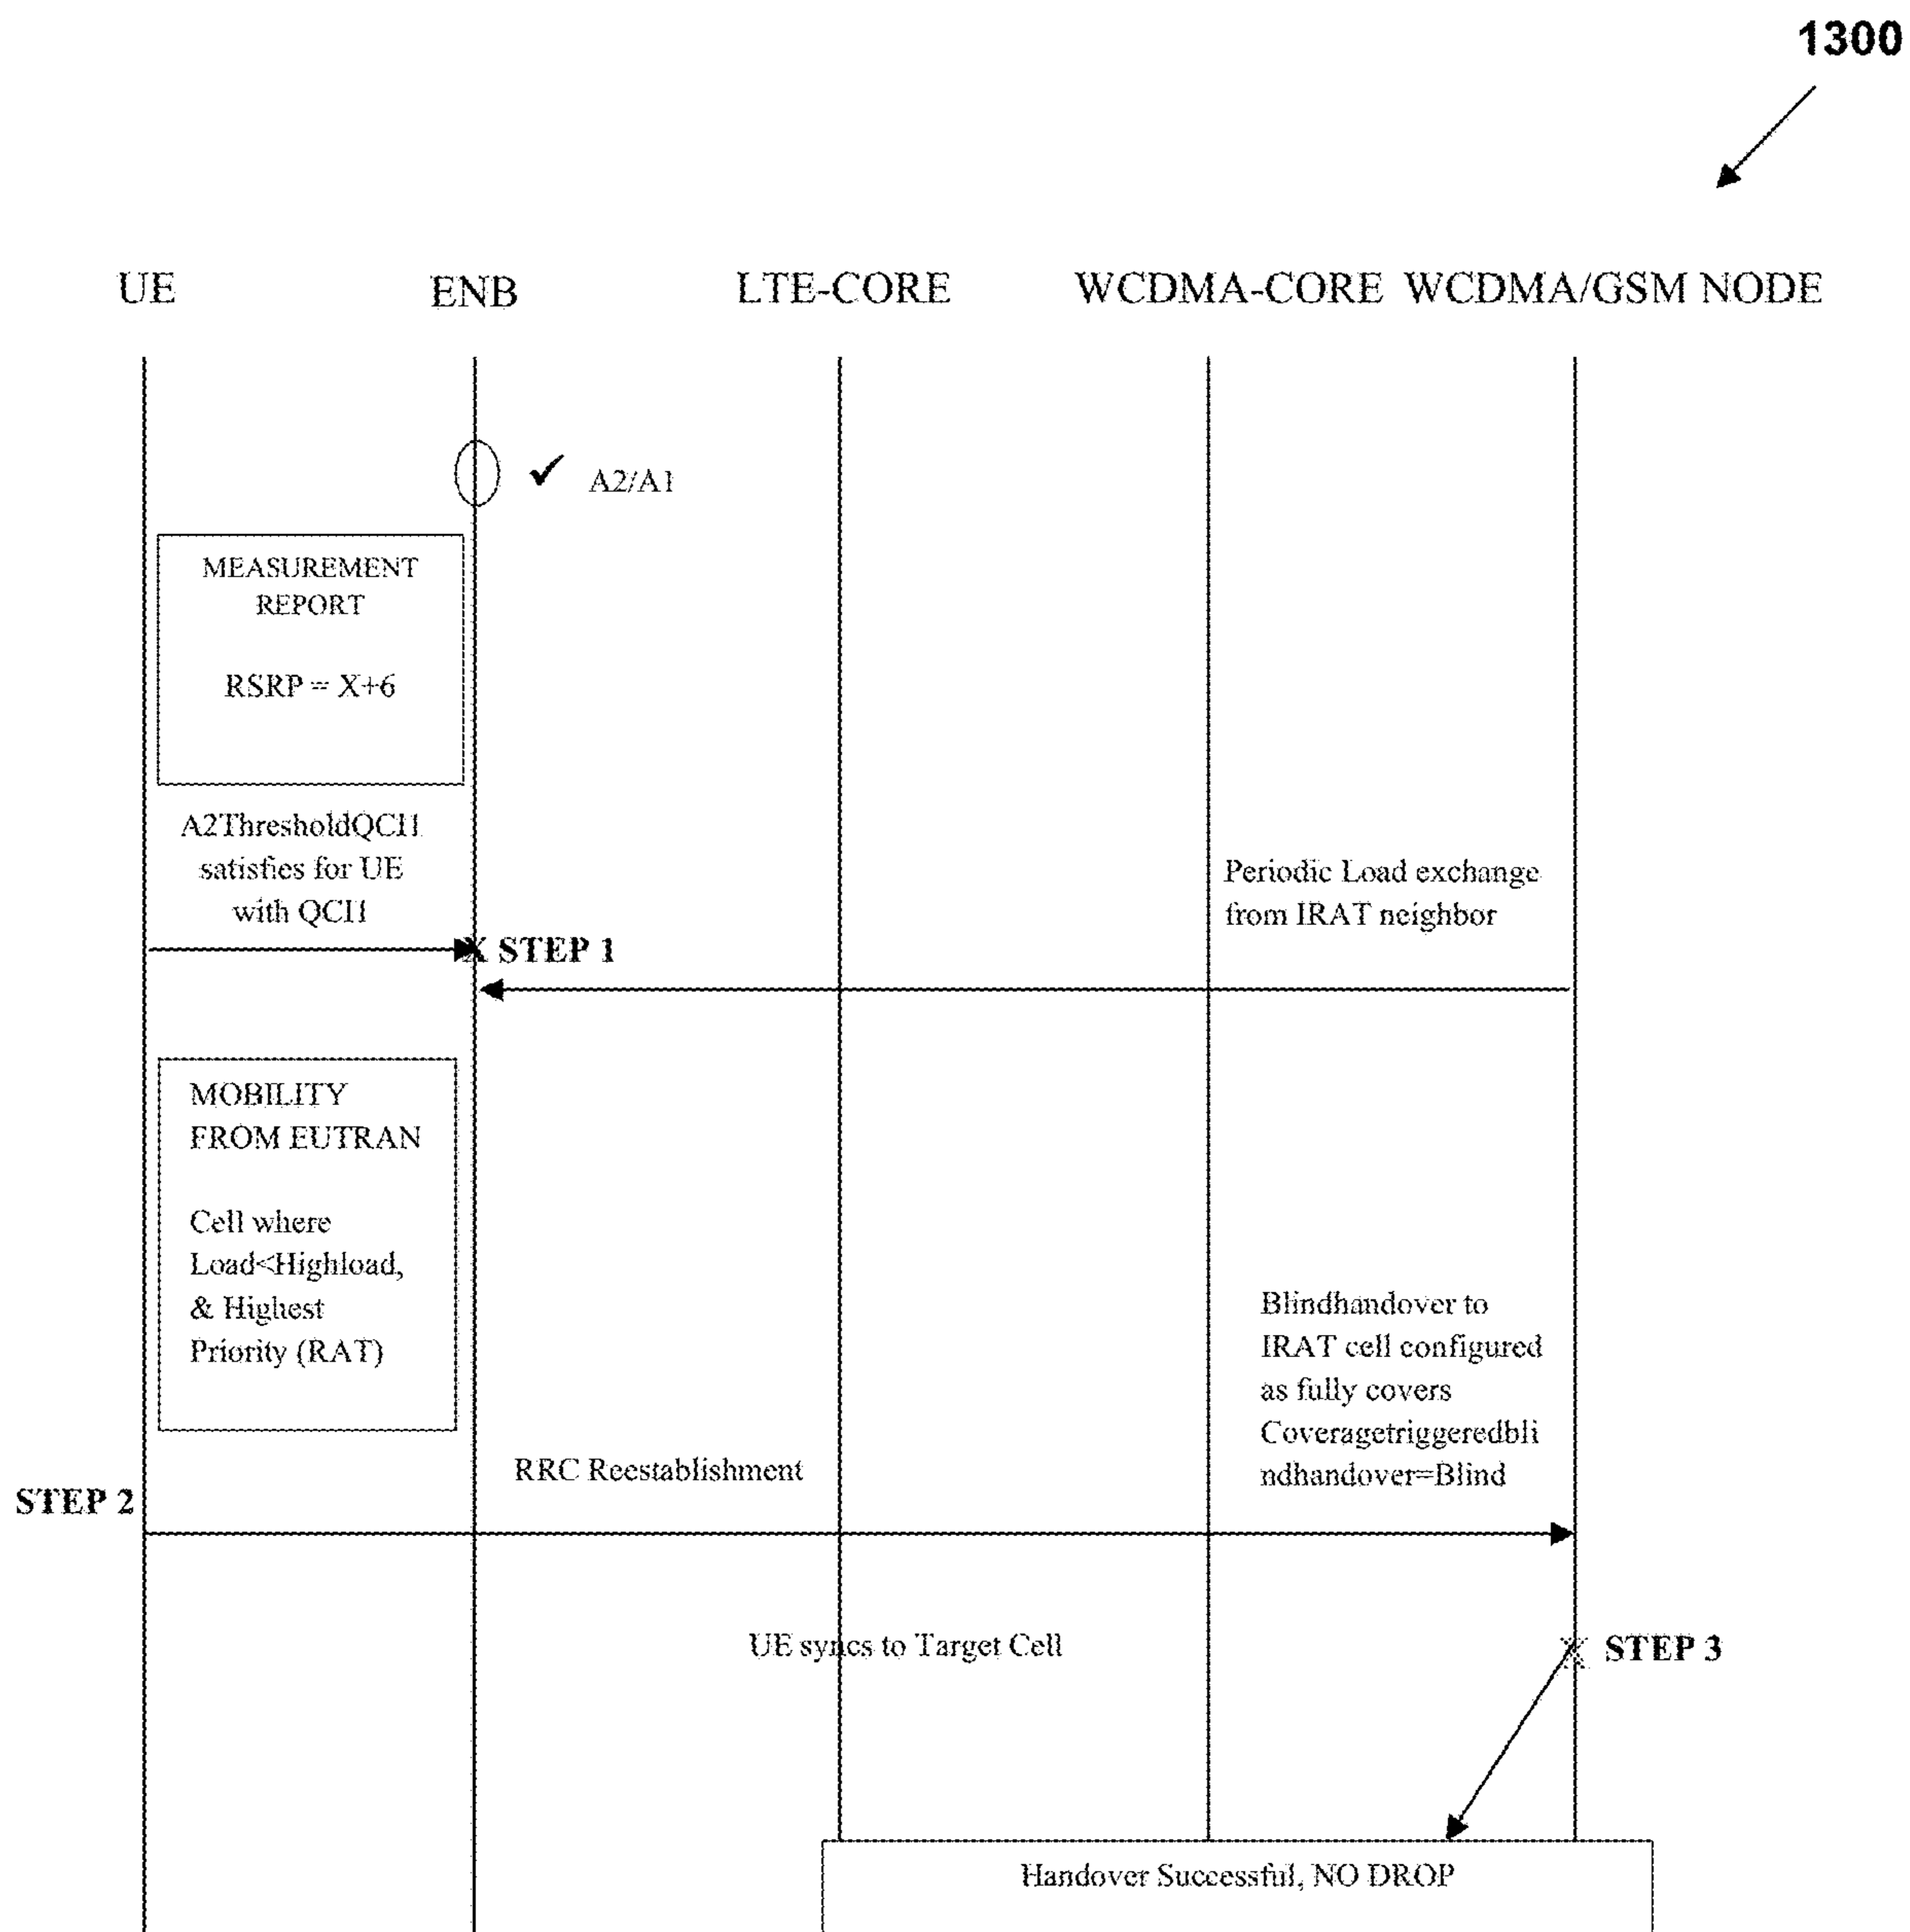 1300
UE
ENB
LTE-CORE
WCDMA-CORE
WCDMA/GSM NODE
✓ A2/A1
MEASUREMENT
REPORT
RSRP = X+6
A2ThresholdQCI1
satisfies for UE
with QCI1
X STEP 1
Periodic Load exchange
from IRAT neighbor
MOBILITY
FROM EUTRAN
Cell where
Load<Highload,
& Highest
Priority (RAT)
Blindhandover to
IRAT cell configured
as fully covers
Coveragetriggeredbli
ndhandover=Blind
RRC Reestablishment
STEP 2
UE syncs to Target Cell
X STEP 3
Handover Successful, NO DROP